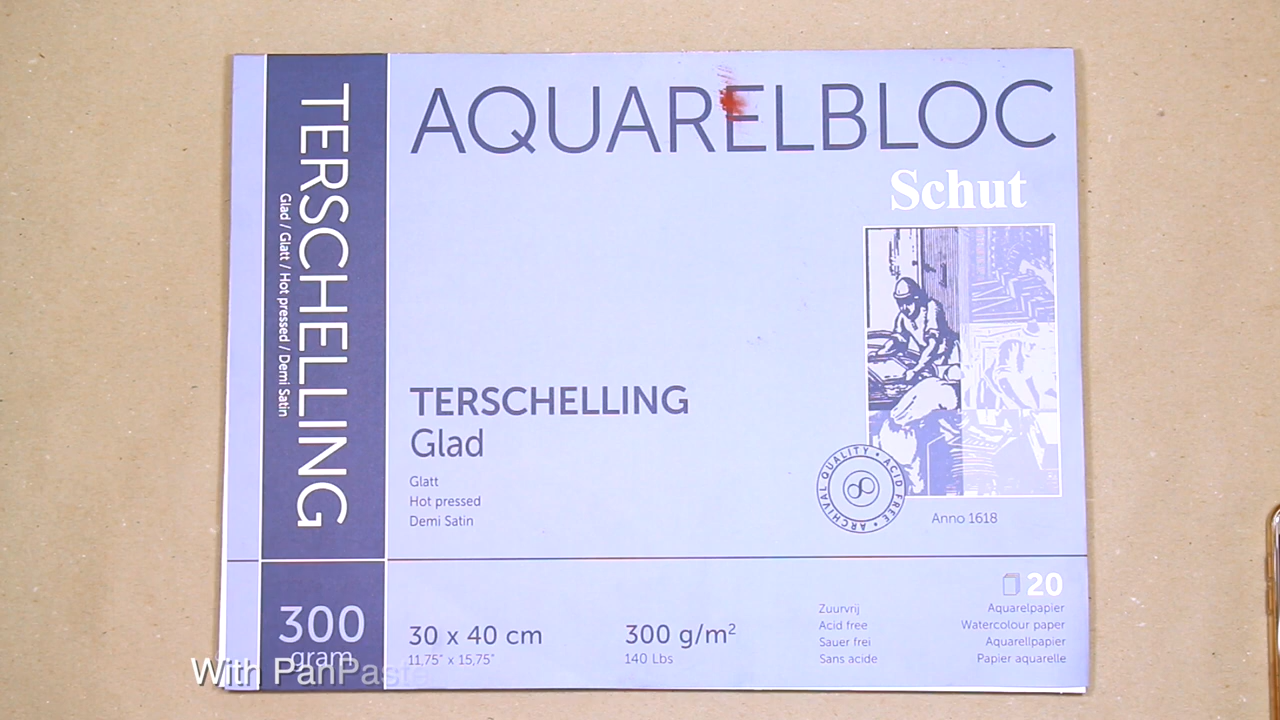 AQUARELBLOC
Schut
TERSCHELLING
Glad / Glatt / Hot pressed / Demi Satin
TERSCHELLING
Glad
Glatt
Hot pressed
Demi Satin
ARCHIVAL QUALITY • ACID FREE •
Anno 1618
300
gram
30 x 40 cm
11,75" x 15,75"
300 g/m²
140 Lbs
Zuurvrij
Acid free
Sauer frei
Sans acide
20
Aquarelpapier
Watercolour paper
Aquarellpapier
Papier aquarelle
With PanPaste